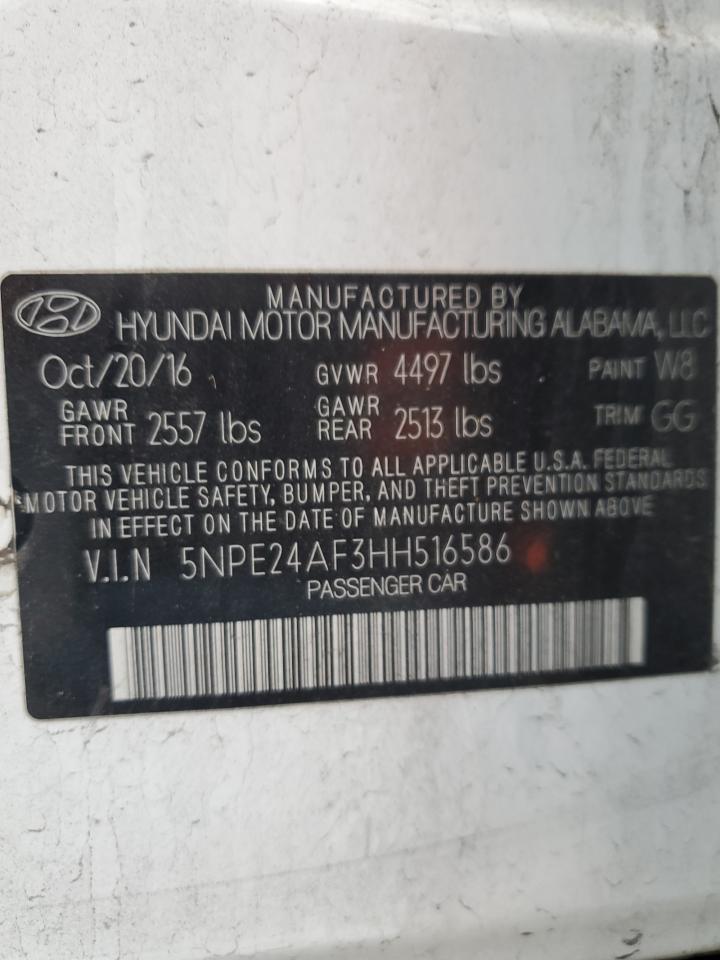 MANUFACTURED BY
HYUNDAI MOTOR MANUFACTURING ALABAMA, LLC
Oct/20/16 GVWR 4497 lbs PAINT W8
GAWR FRONT 2557 lbs GAWR REAR 2513 lbs TRIM GG
THIS VEHICLE CONFORMS TO ALL APPLICABLE U.S.A. FEDERAL
MOTOR VEHICLE SAFETY, BUMPER, AND THEFT PREVENTION STANDARDS
IN EFFECT ON THE DATE OF MANUFACTURE SHOWN ABOVE
V.I.N 5NPE24AF3HH516586
PASSENGER CAR